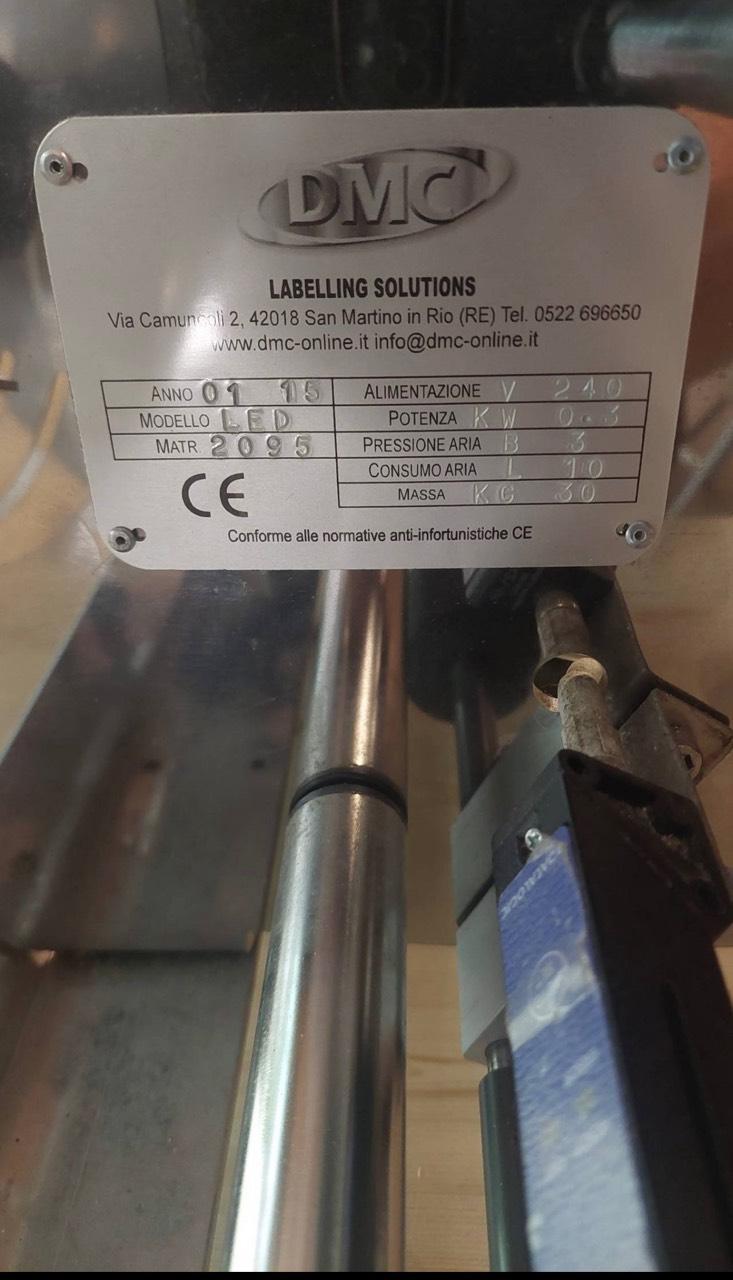 DMC
LABELLING SOLUTIONS
Via Camuncoli 2, 42018 San Martino in Rio (RE) Tel. 0522 696650
www.dmc-online.it info@dmc-online.it
ANNO 01 15
MODELLO LED
MATR. 2095
ALIMENTAZIONE V 240
POTENZA KW 0.3
PRESSIONE ARIA B 3
CONSUMO ARIA L 10
MASSA KG 30
CE
Conforme alle normative anti-infortunistiche CE
DATALOGIC